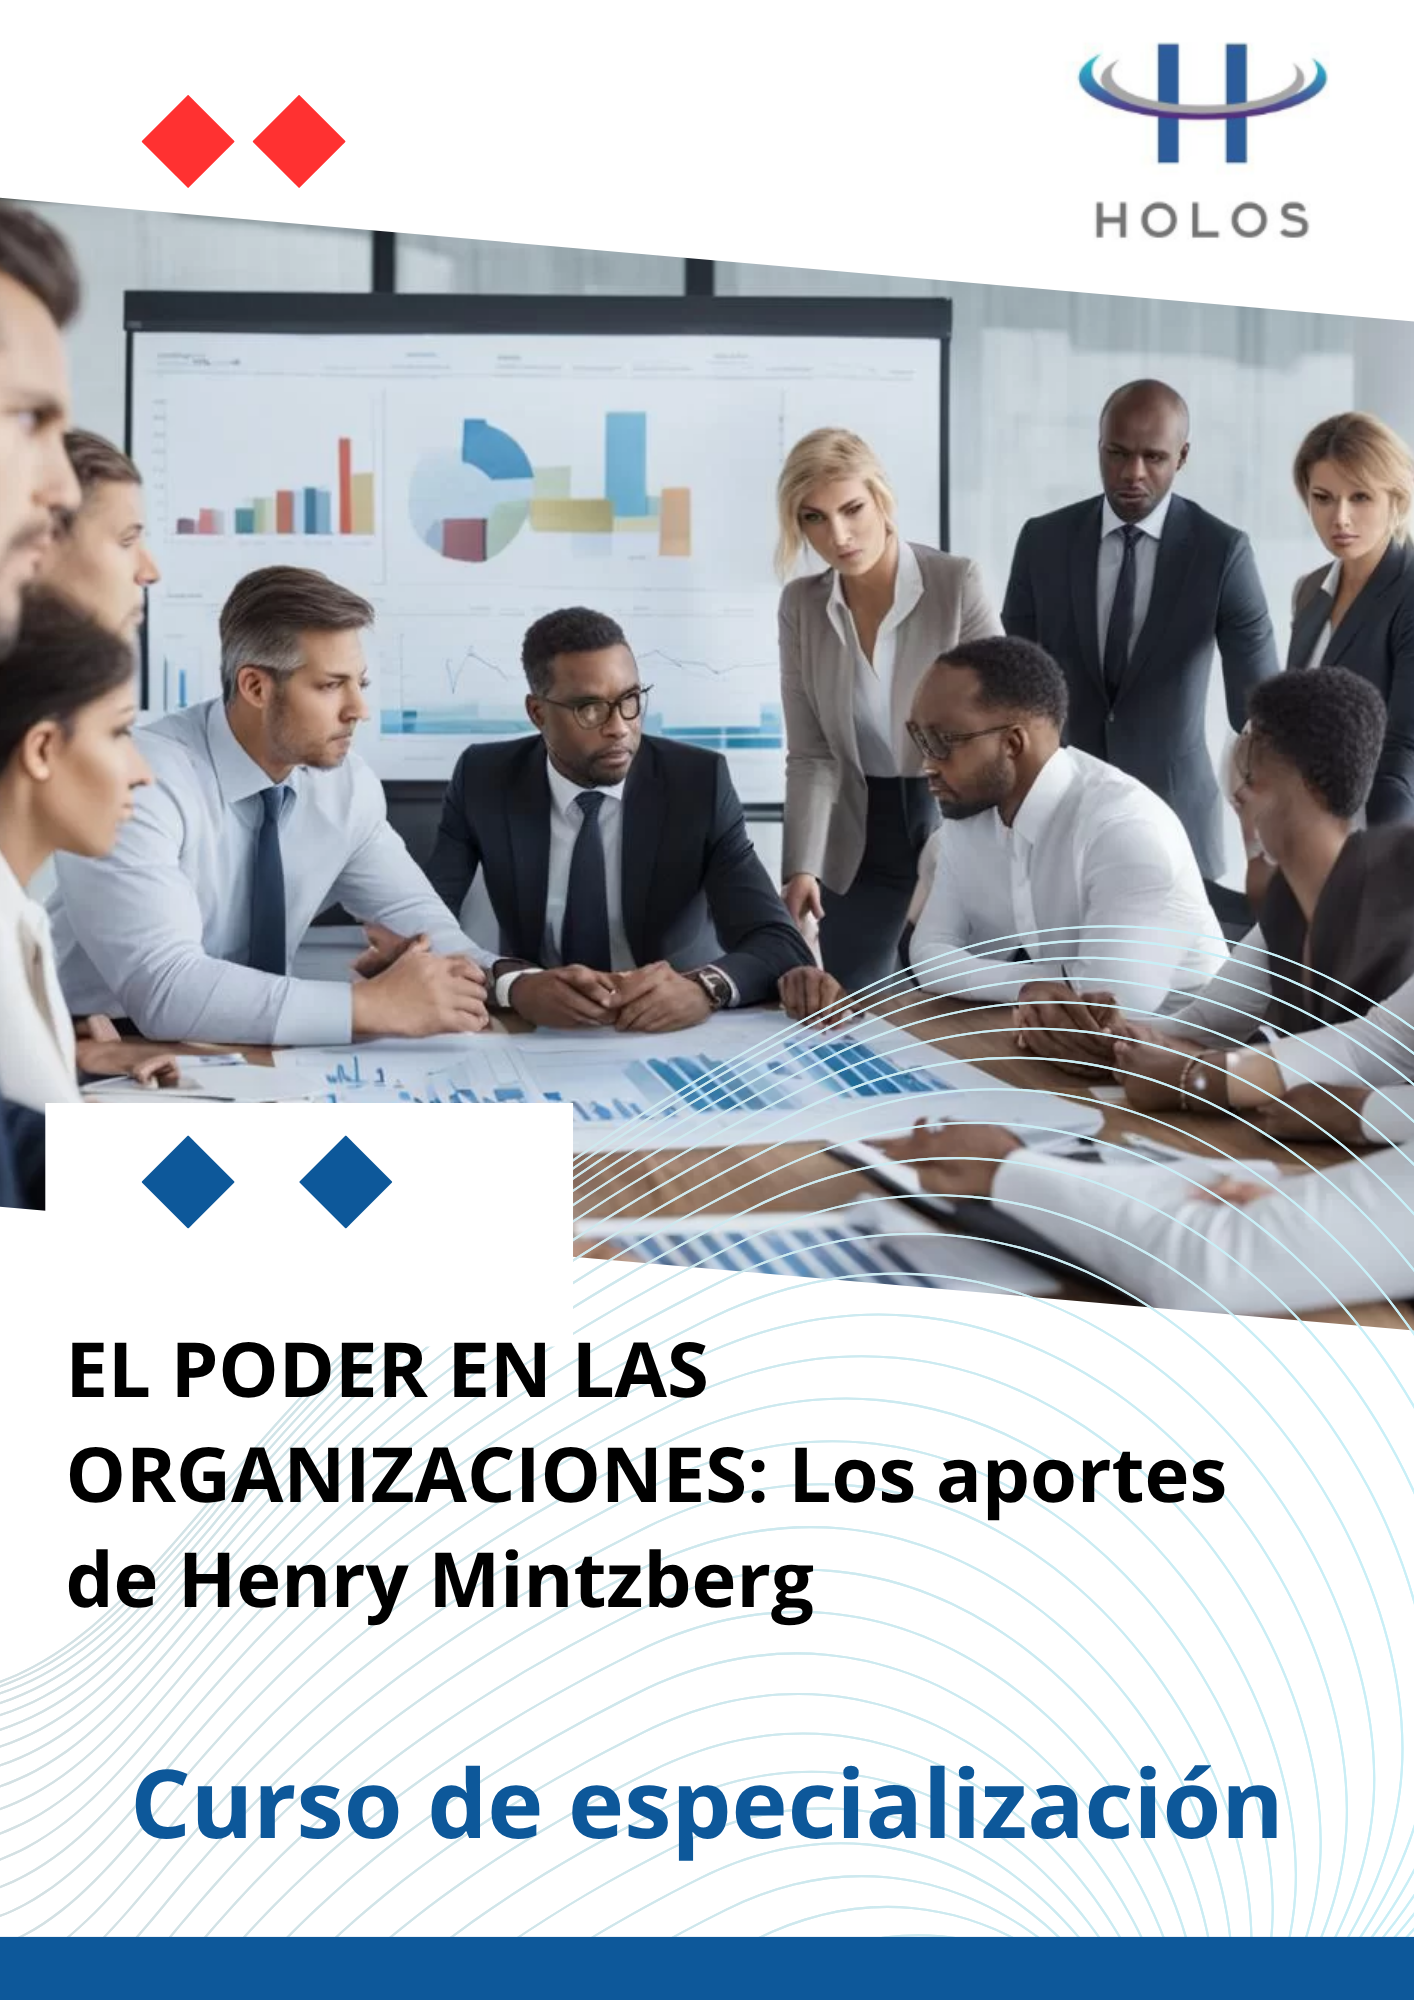 HOLOS
EL PODER EN LAS
ORGANIZACIONES: Los aportes
de Henry Mintzberg
Curso de especialización